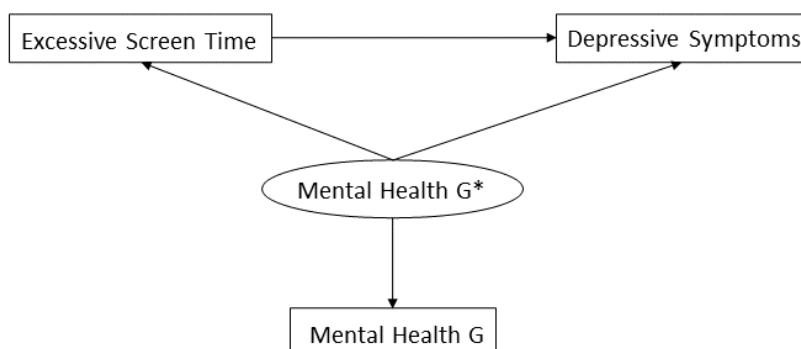 Excessive Screen Time
Depressive Symptoms
Mental Health G*
Mental Health G